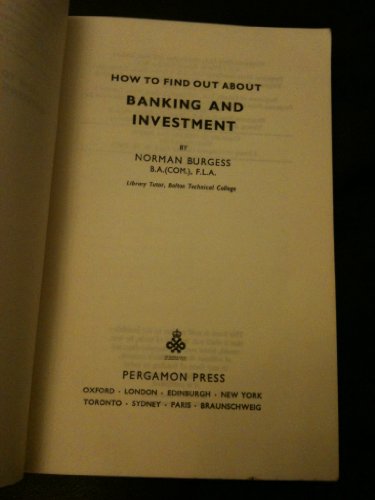 HOW TO FIND OUT ABOUT
BANKING AND
INVESTMENT
BY
NORMAN BURGESS
B.A.(COM.), F.L.A.
Library Tutor, Bolton Technical College
PERGAMON PRESS
OXFORD · LONDON · EDINBURGH · NEW YORK
TORONTO · SYDNEY · PARIS · BRAUNSCHWEIG